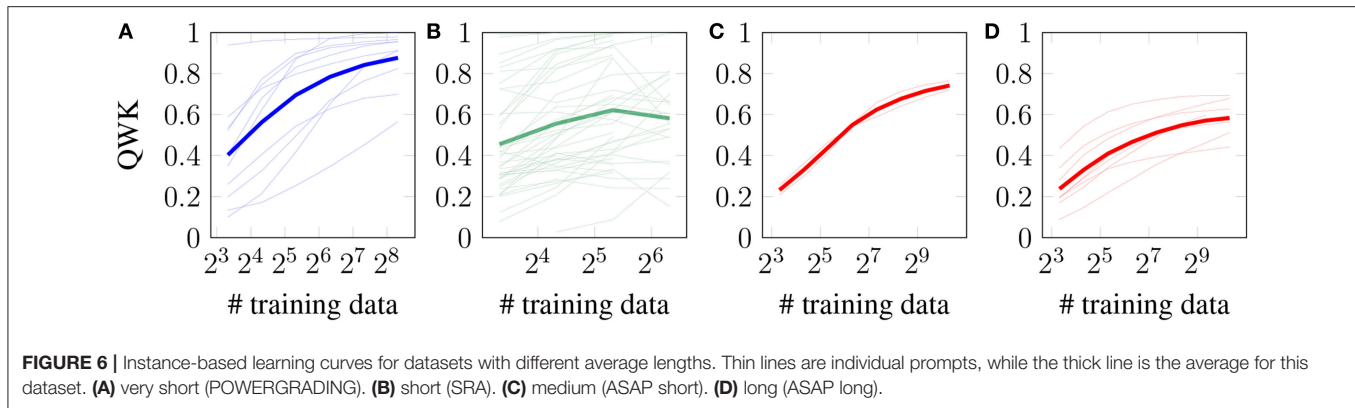 A
B
C
D
QWK
1
0.8
0.6
0.4
0.2
0
2^3 2^4 2^5 2^6 2^7 2^8
# training data
1
0.8
0.6
0.4
0.2
0
2^4 2^5 2^6
# training data
1
0.8
0.6
0.4
0.2
0
2^3 2^5 2^7 2^9
# training data
1
0.8
0.6
0.4
0.2
0
2^3 2^5 2^7 2^9
# training data
FIGURE 6 | Instance-based learning curves for datasets with different average lengths. Thin lines are individual prompts, while the thick line is the average for this
dataset. (A) very short (POWERGRADING). (B) short (SRA). (C) medium (ASAP short). (D) long (ASAP long).